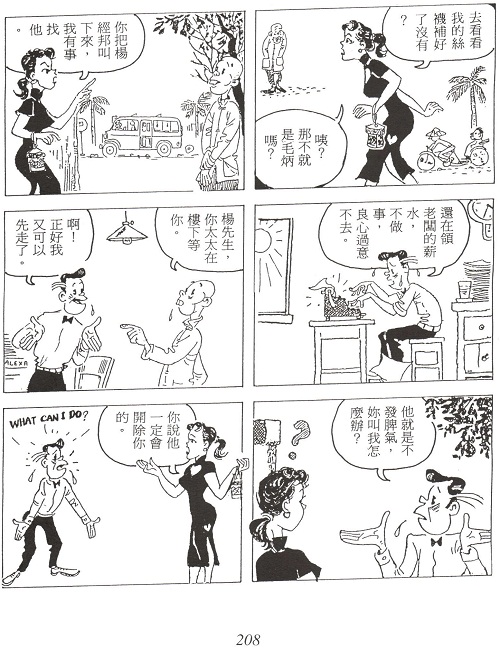 去看看
我的絲
襪補好
了沒有
?
咦?
那不就
是毛炳
嗎?
你把楊
經邦叫
下來,
我有事
找
他
。
還在領
老闆的薪
水,
不做
事,
良心過意
不去。
楊先生,
你太太在
樓下等
你。
啊!
正好我
又可以
先走了。
ALEXA
他就是不
發脾氣,
妳叫我怎
麼辦?
?
你說他
一定會
開除你
的。
WHAT CAN I DO?
208